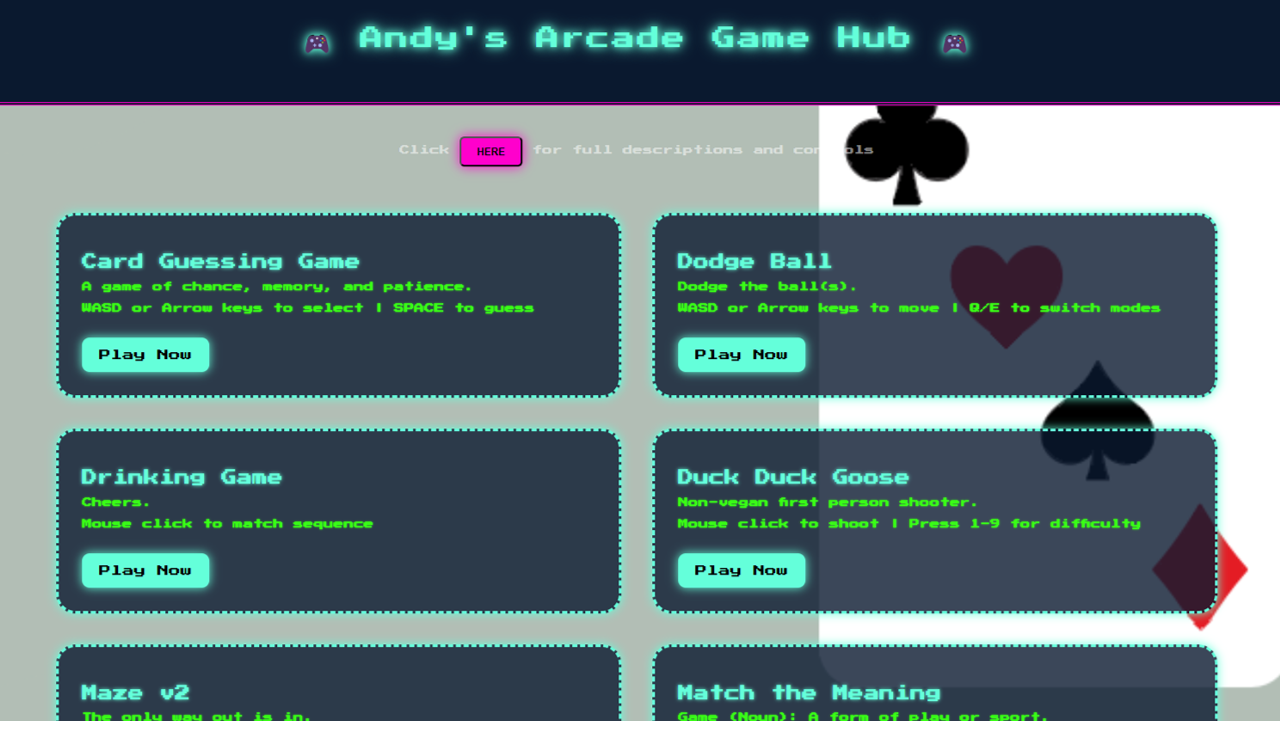 🎮 Andy's Arcade Game Hub 🎮
Click HERE for full descriptions and controls
Card Guessing Game
A game of chance, memory, and patience.
WASD or Arrow keys to select | SPACE to guess
Play Now
Dodge Ball
Dodge the ball(s).
WASD or Arrow keys to move | Q/E to switch modes
Play Now
Drinking Game
Cheers.
Mouse click to match sequence
Play Now
Duck Duck Goose
Non-vegan first person shooter.
Mouse click to shoot | Press 1-9 for difficulty
Play Now
Maze v2
The only way out is in.
Match the Meaning
Game (Noun): A form of play or sport.